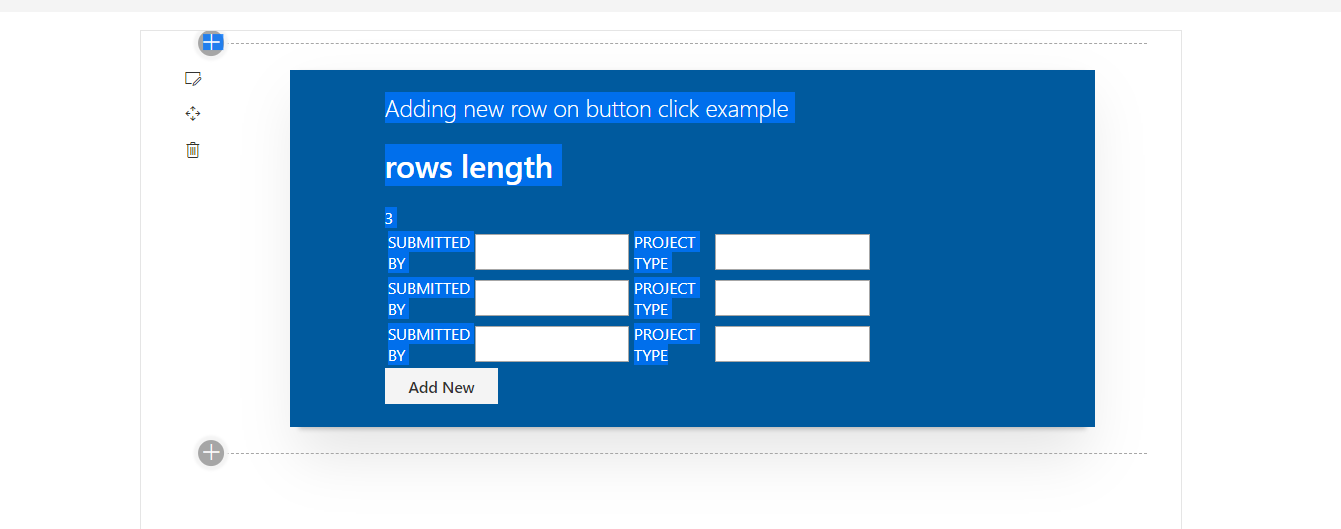 Adding new row on button click example
rows length
3
SUBMITTED PROJECT
BY TYPE
SUBMITTED PROJECT
BY TYPE
SUBMITTED PROJECT
BY TYPE
Add New